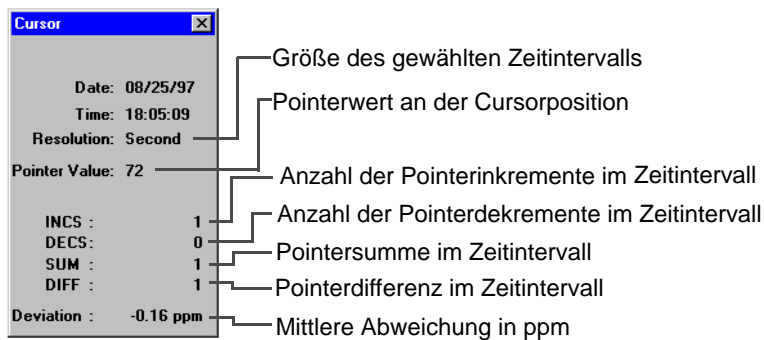 Cursor
Date: 08/25/97
Größe des gewählten Zeitintervalls
Time: 18:05:09
Pointerwert an der Cursorposition
Resolution: Second
Pointer Value: 72
Anzahl der Pointerinkremente im Zeitintervall
INCS : 1
Anzahl der Pointerdekremente im Zeitintervall
DECS: 0
Pointersumme im Zeitintervall
SUM : 1
Pointerdifferenz im Zeitintervall
DIFF : 1
Deviation : -0.16 ppm
Mittlere Abweichung in ppm